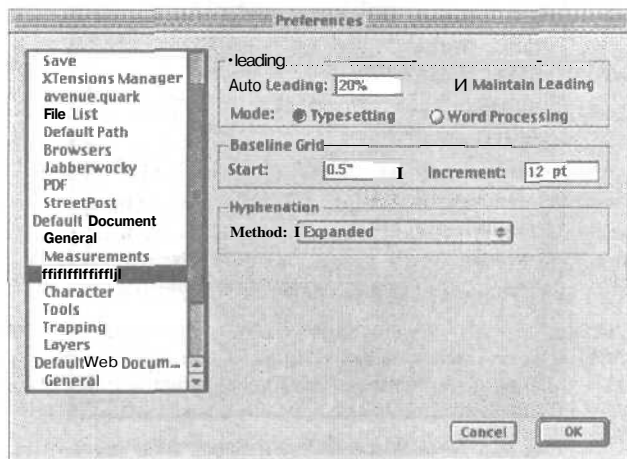 Preferences
Save
XTensions Manager
avenue.quark
File List
Default Path
Browsers
Jabberwocky
PDF
StreetPost
Default Document
General
Measurements
Character
Tools
Trapping
Layers
Default Web Docum...
General
leading
Auto Leading: 20% Maintain Leading
Mode: Typesetting Word Processing
Baseline Grid
Start: 0.5" Increment: 12 pt
Hyphenation
Method: Expanded
Cancel OK